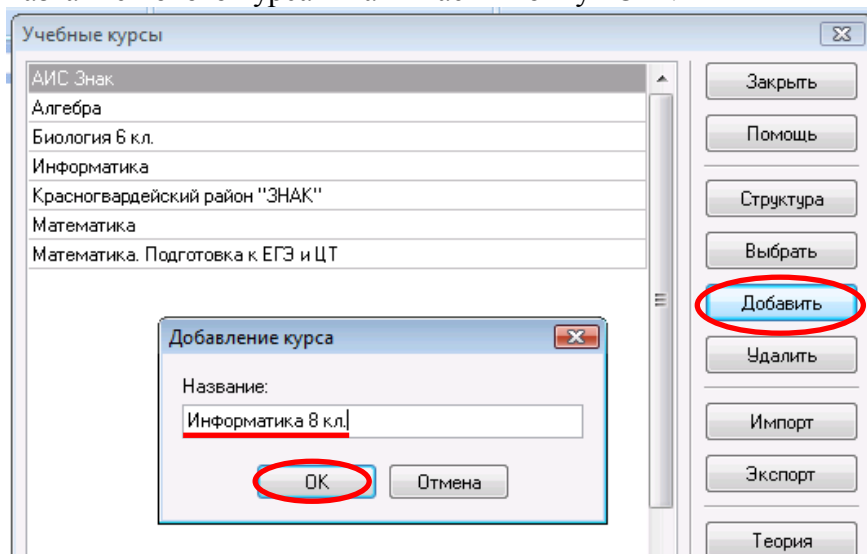 Учебные курсы
АИС Знак
Алгебра
Биология 6 кл.
Информатика
Красногвардейский район "ЗНАК"
Математика
Математика. Подготовка к ЕГЭ и ЦТ
Закрыть
Помощь
Структура
Выбрать
Добавить
Удалить
Импорт
Экспорт
Теория
Добавление курса
Название:
Информатика 8 кл.
OK
Отмена